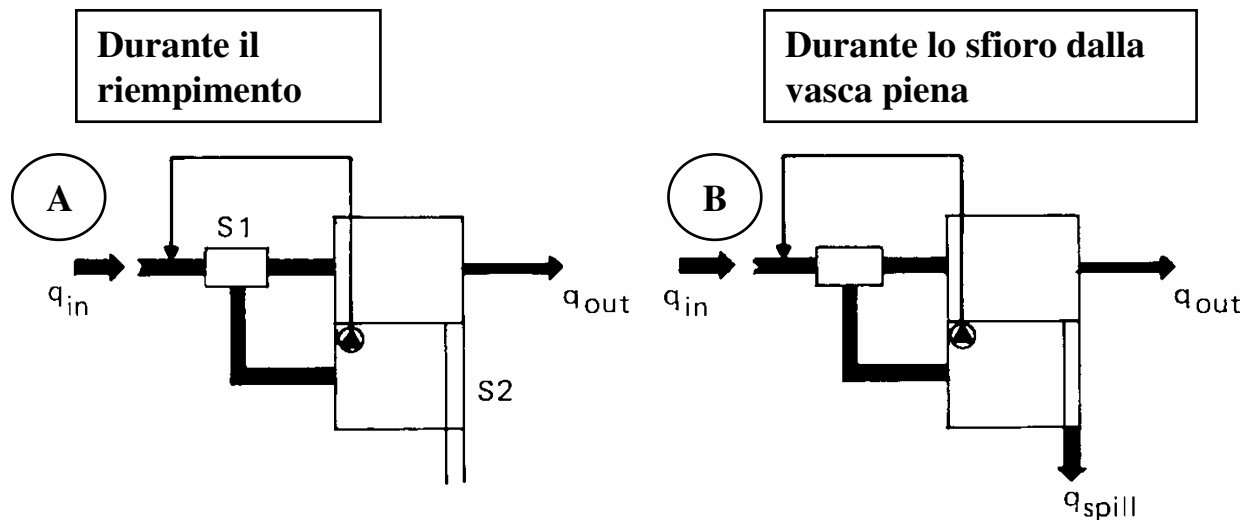 Durante il
riempimento
Durante lo sfioro dalla
vasca piena
A
S1
q_in
q_out
S2
B
q_in
q_out
q_spill